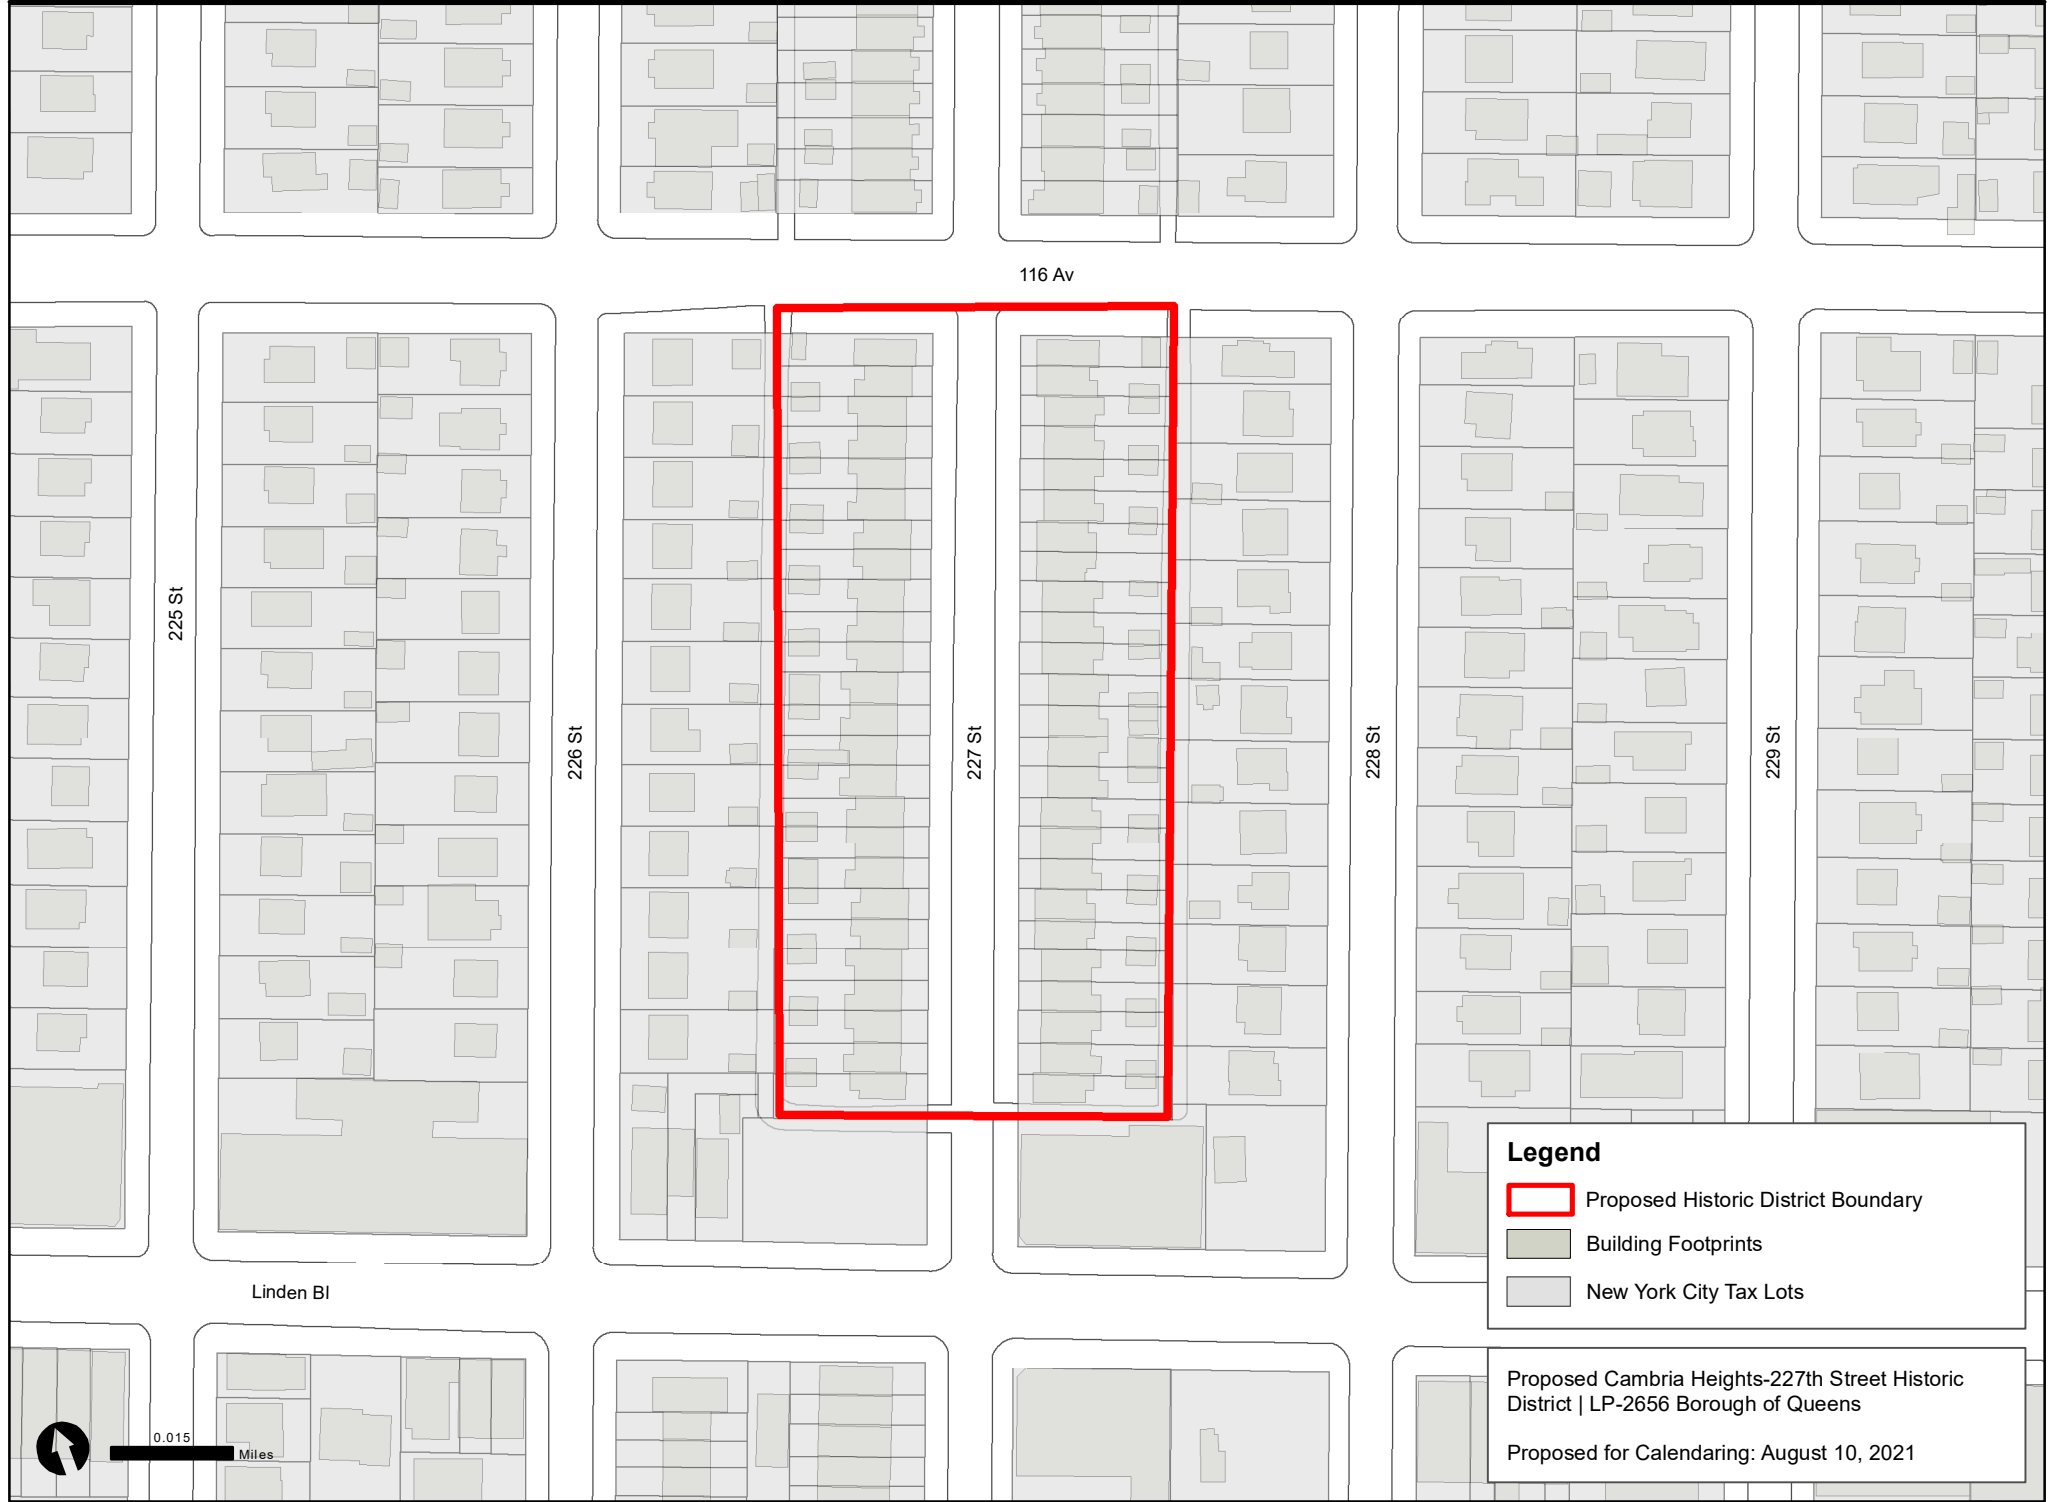 116 Av
225 St
226 St
227 St
228 St
229 St
Linden Bl
Legend
Proposed Historic District Boundary
Building Footprints
New York City Tax Lots
Proposed Cambria Heights-227th Street Historic
District | LP-2656 Borough of Queens
Proposed for Calendaring: August 10, 2021
0.015
Miles